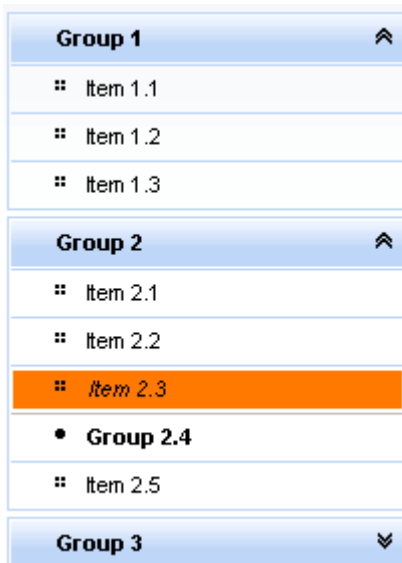 Group 1
Item 1.1
Item 1.2
Item 1.3
Group 2
Item 2.1
Item 2.2
Item 2.3
Group 2.4
Item 2.5
Group 3